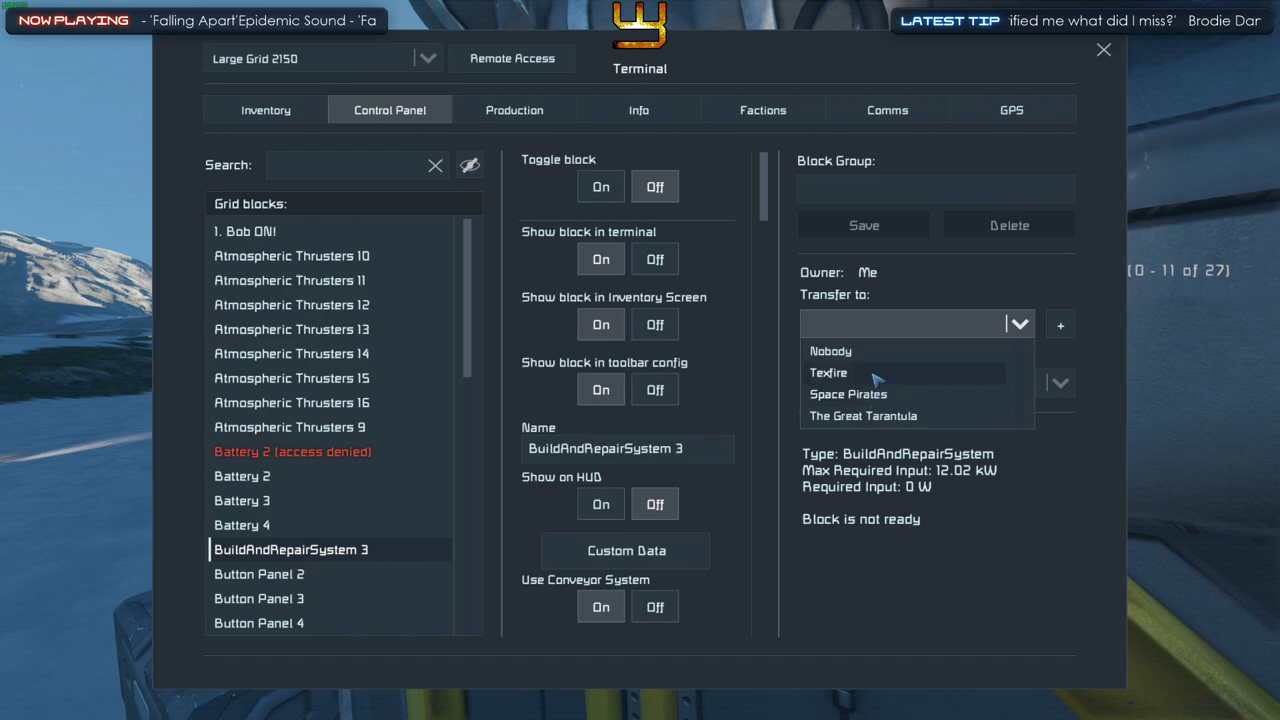 NOW PLAYING - 'Falling Apart'Epidemic Sound - 'Fa
LATEST TIP ified me what did I miss?' Brodie Dar
Large Grid 2150
Remote Access
Terminal
Inventory
Control Panel
Production
Info
Factions
Comms
GPS
Search:
Grid blocks:
1. Bob ON!
Atmospheric Thrusters 10
Atmospheric Thrusters 11
Atmospheric Thrusters 12
Atmospheric Thrusters 13
Atmospheric Thrusters 14
Atmospheric Thrusters 15
Atmospheric Thrusters 16
Atmospheric Thrusters 9
Battery 2 (access denied)
Battery 2
Battery 3
Battery 4
BuildAndRepairSystem 3
Button Panel 2
Button Panel 3
Button Panel 4
Toggle block
On Off
Show block in terminal
On Off
Show block in Inventory Screen
On Off
Show block in toolbar config
On Off
Name
BuildAndRepairSystem 3
Show on HUD
On Off
Custom Data
Use Conveyor System
On Off
Block Group:
Save Delete
Owner: Me
Transfer to:
+
Nobody
Texfire
Space Pirates
The Great Tarantula
Type: BuildAndRepairSystem
Max Required Input: 12.02 kW
Required Input: 0 W
Block is not ready
(0 - 11 of 27)